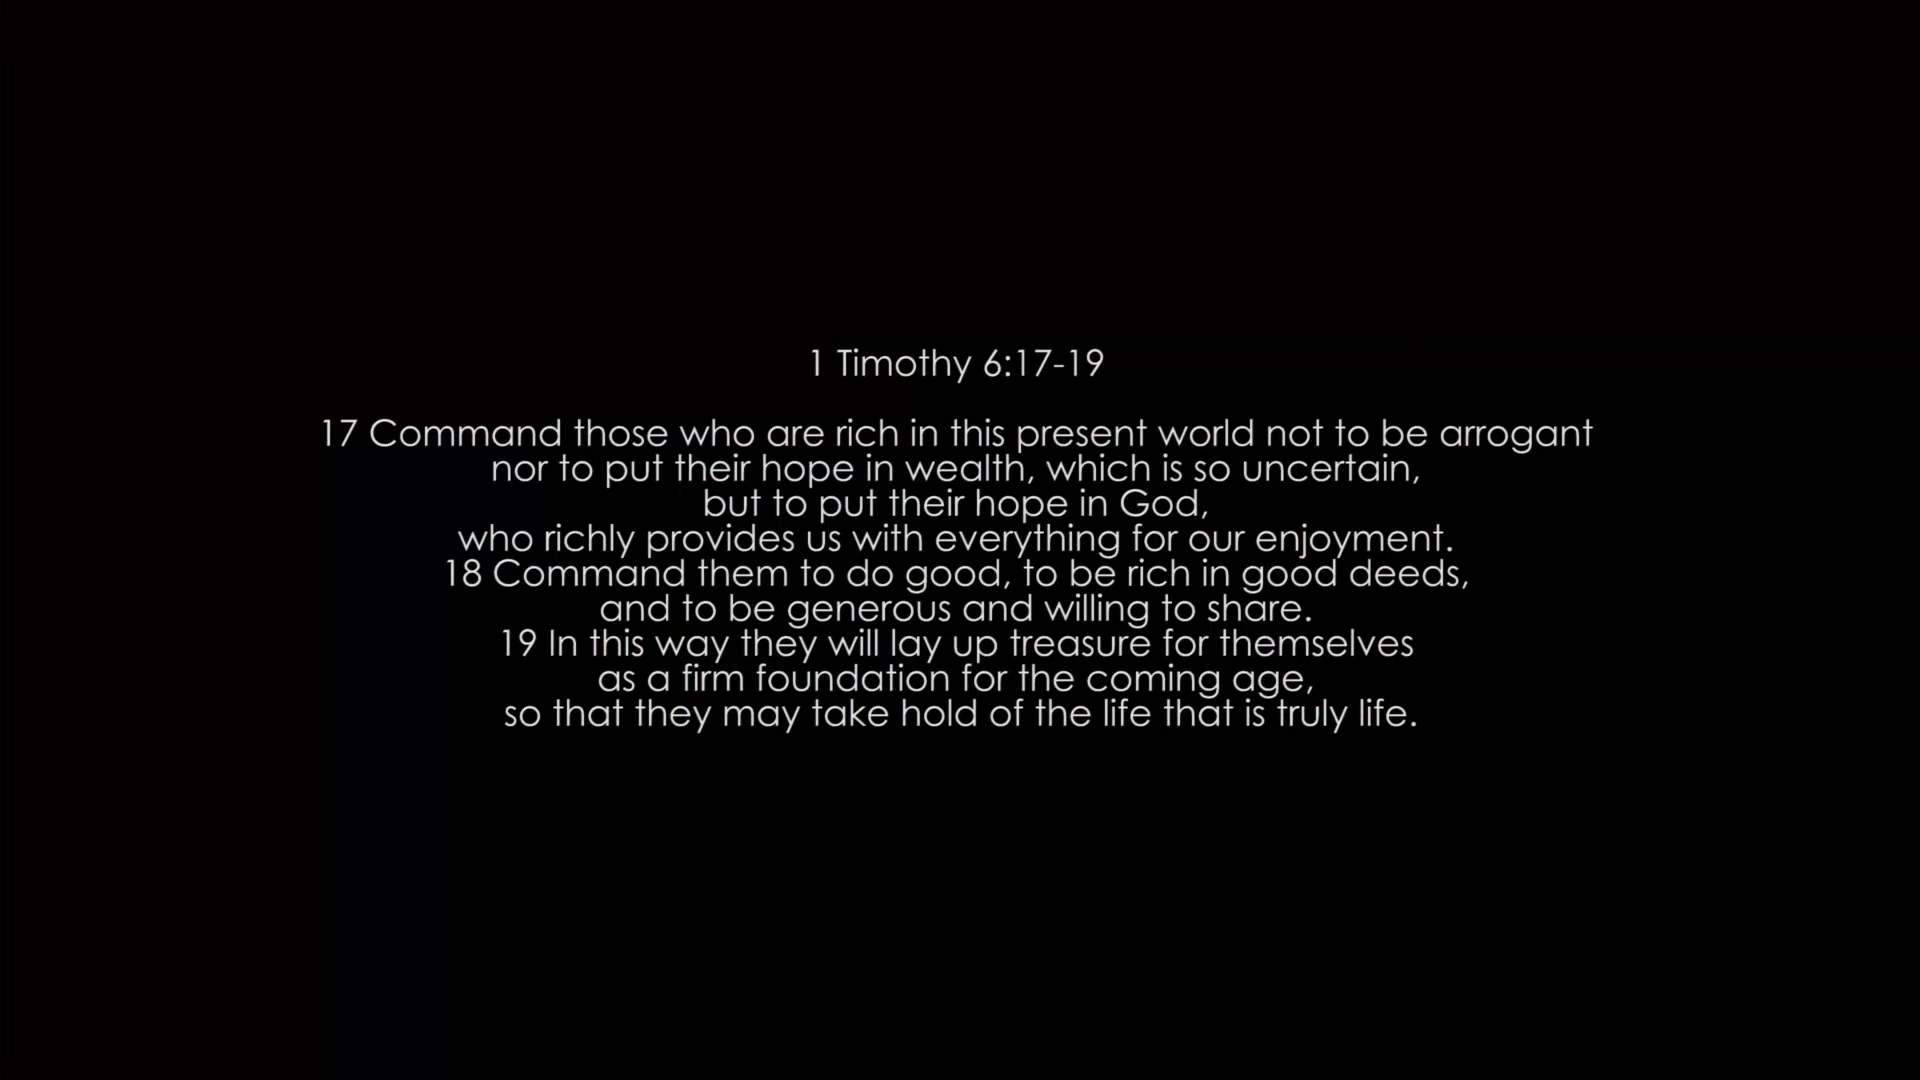 1 Timothy 6:17-19
17 Command those who are rich in this present world not to be arrogant
nor to put their hope in wealth, which is so uncertain,
but to put their hope in God,
who richly provides us with everything for our enjoyment.
18 Command them to do good, to be rich in good deeds,
and to be generous and willing to share.
19 In this way they will lay up treasure for themselves
as a firm foundation for the coming age,
so that they may take hold of the life that is truly life.